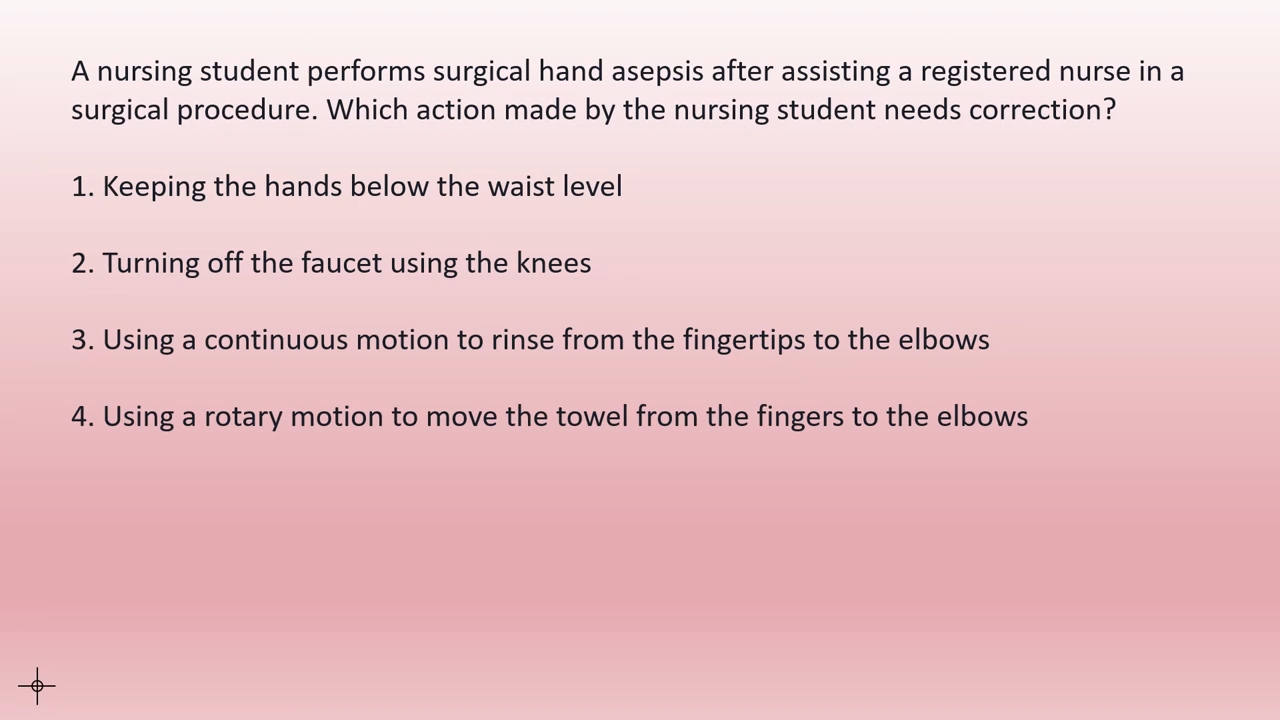 A nursing student performs surgical hand asepsis after assisting a registered nurse in a
surgical procedure. Which action made by the nursing student needs correction?
1. Keeping the hands below the waist level
2. Turning off the faucet using the knees
3. Using a continuous motion to rinse from the fingertips to the elbows
4. Using a rotary motion to move the towel from the fingers to the elbows